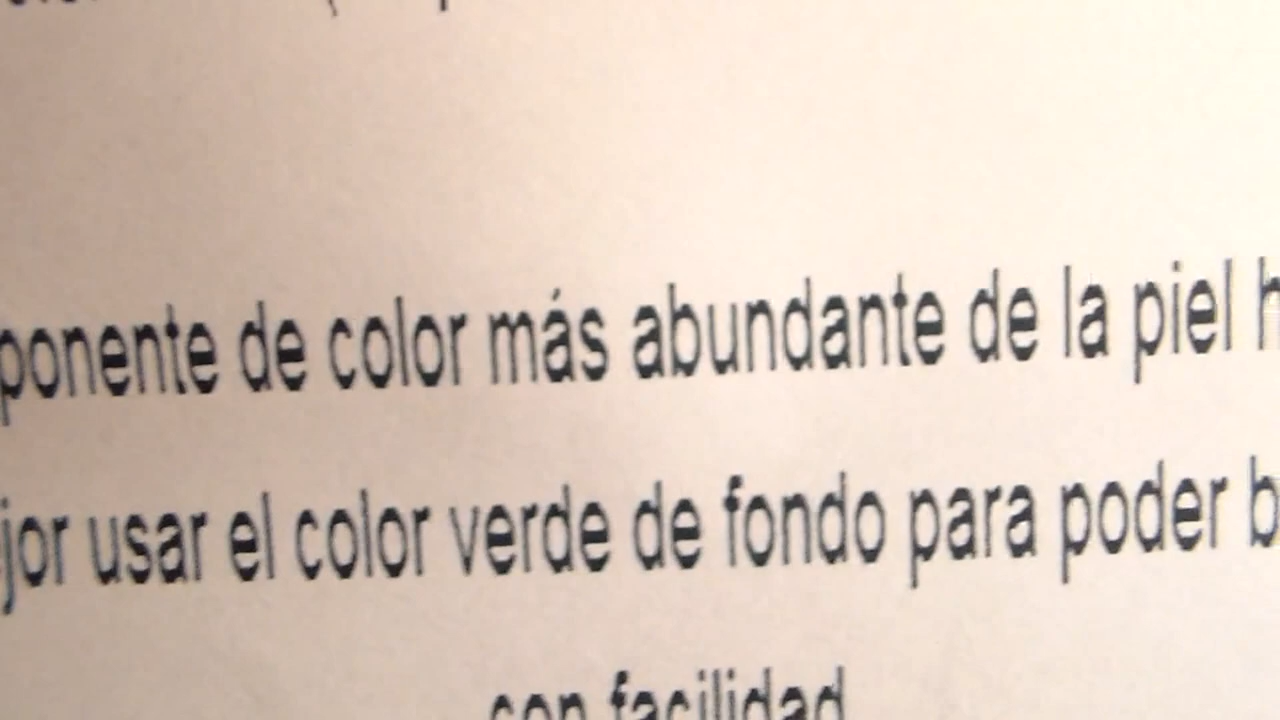 ponente de color más abundante de la piel h
jor usar el color verde de fondo para poder b
con facilidad